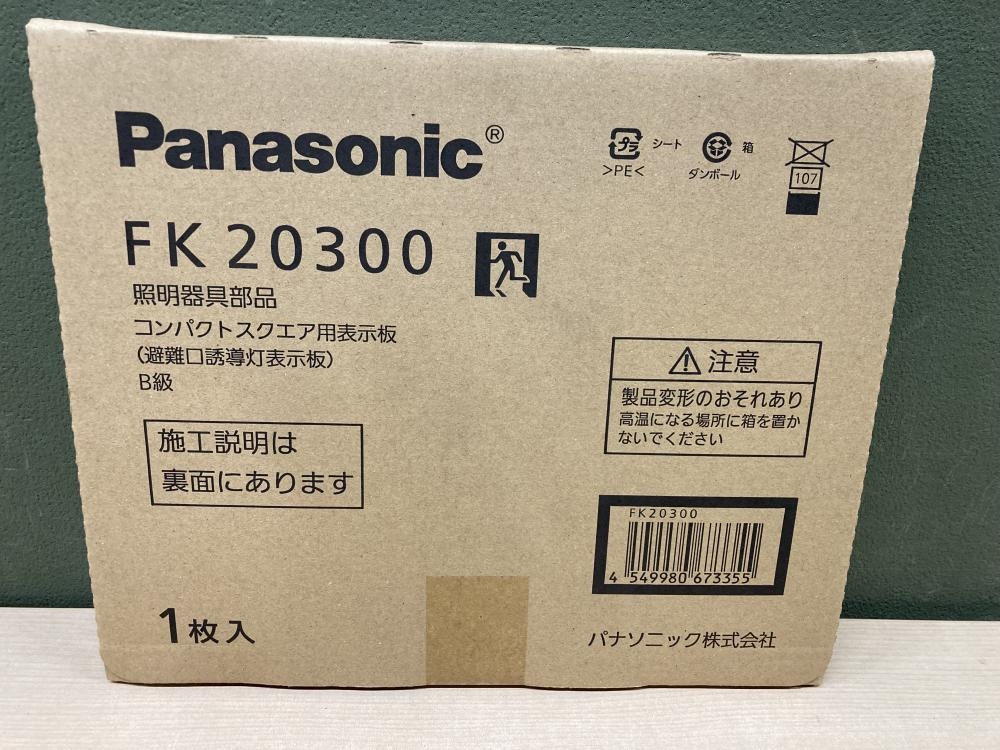 Panasonic®
FK20300
照明器具部品
コンパクトスクエア用表示板
(避難口誘導灯表示板)
B級
施工説明は
裏面にあります
1枚入
プラ シート
>PE<
箱
ダンボール
107
注意
製品変形のおそれあり
高温になる場所に箱を置か
ないでください
FK20300
4 549980 673355
パナソニック株式会社